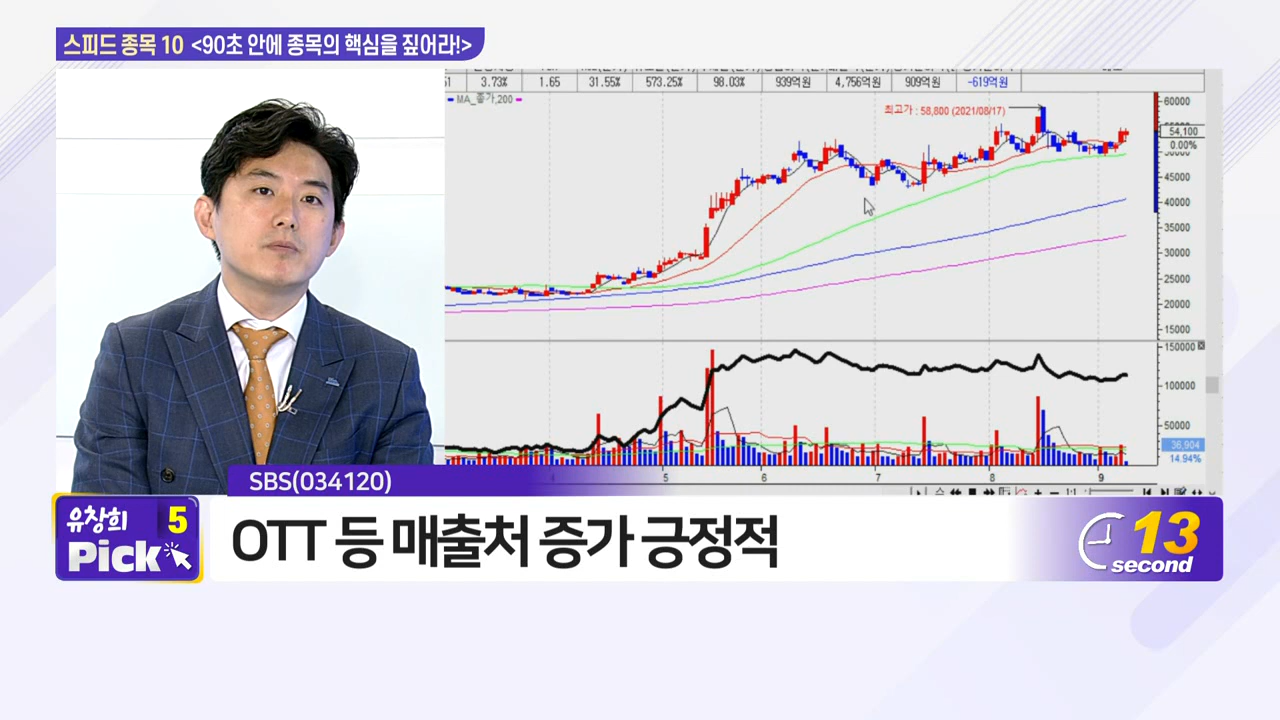 스피드 종목 10 <90초 안에 종목의 핵심을 짚어라!>
3.73% 1.65 31.55% 573.25% 98.03% 939억원 4,756억원 909억원 -619억원
MA_종가,200
최고가 : 58,800 (2021/08/17)
60000
54,100
0.00%
50000
45000
40000
35000
30000
25000
20000
15000
150000
100000
50000
36,904
14.94%
5 6 7 8 9
SBS(034120)
유창희 5
Pick
OTT 등 매출처 증가 긍정적
13
second